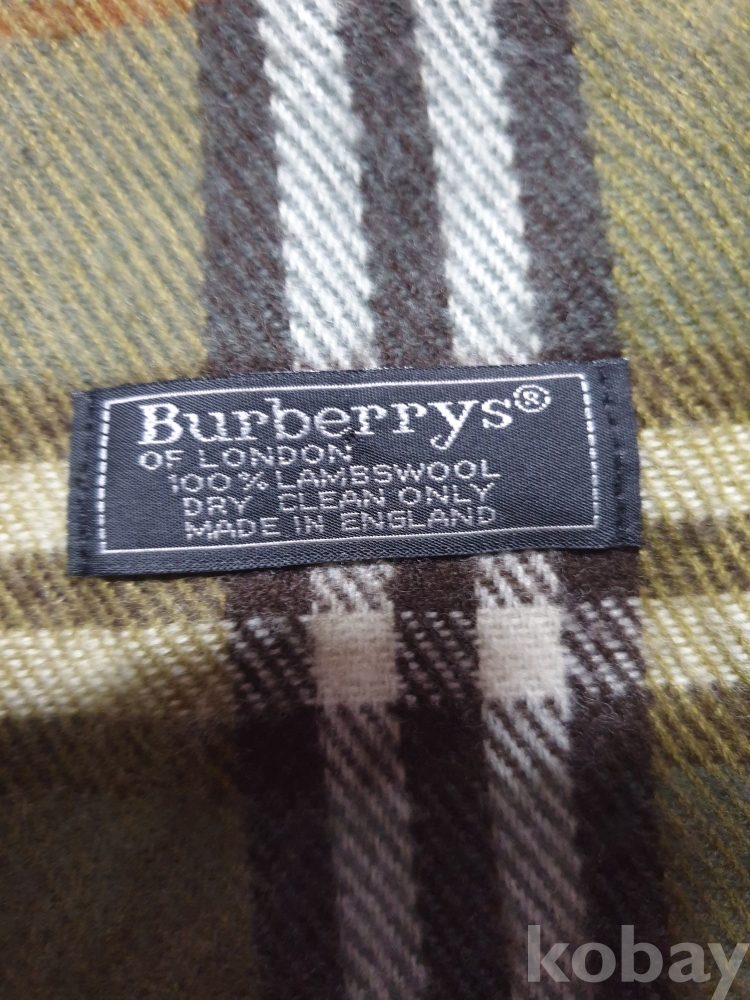 Burberrys®
OF LONDON
100% LAMBSWOOL
DRY CLEAN ONLY
MADE IN ENGLAND
kobay